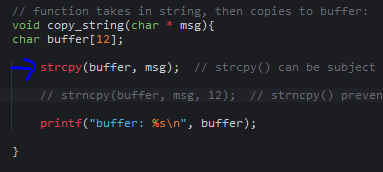 // function takes in string, then copies to buffer:
void copy_string(char * msg){
char buffer[12];
strcpy(buffer, msg);  // strcpy() can be subject
// strncpy(buffer, msg, 12);  // strncpy() preven
printf("buffer: %s\n", buffer);
}